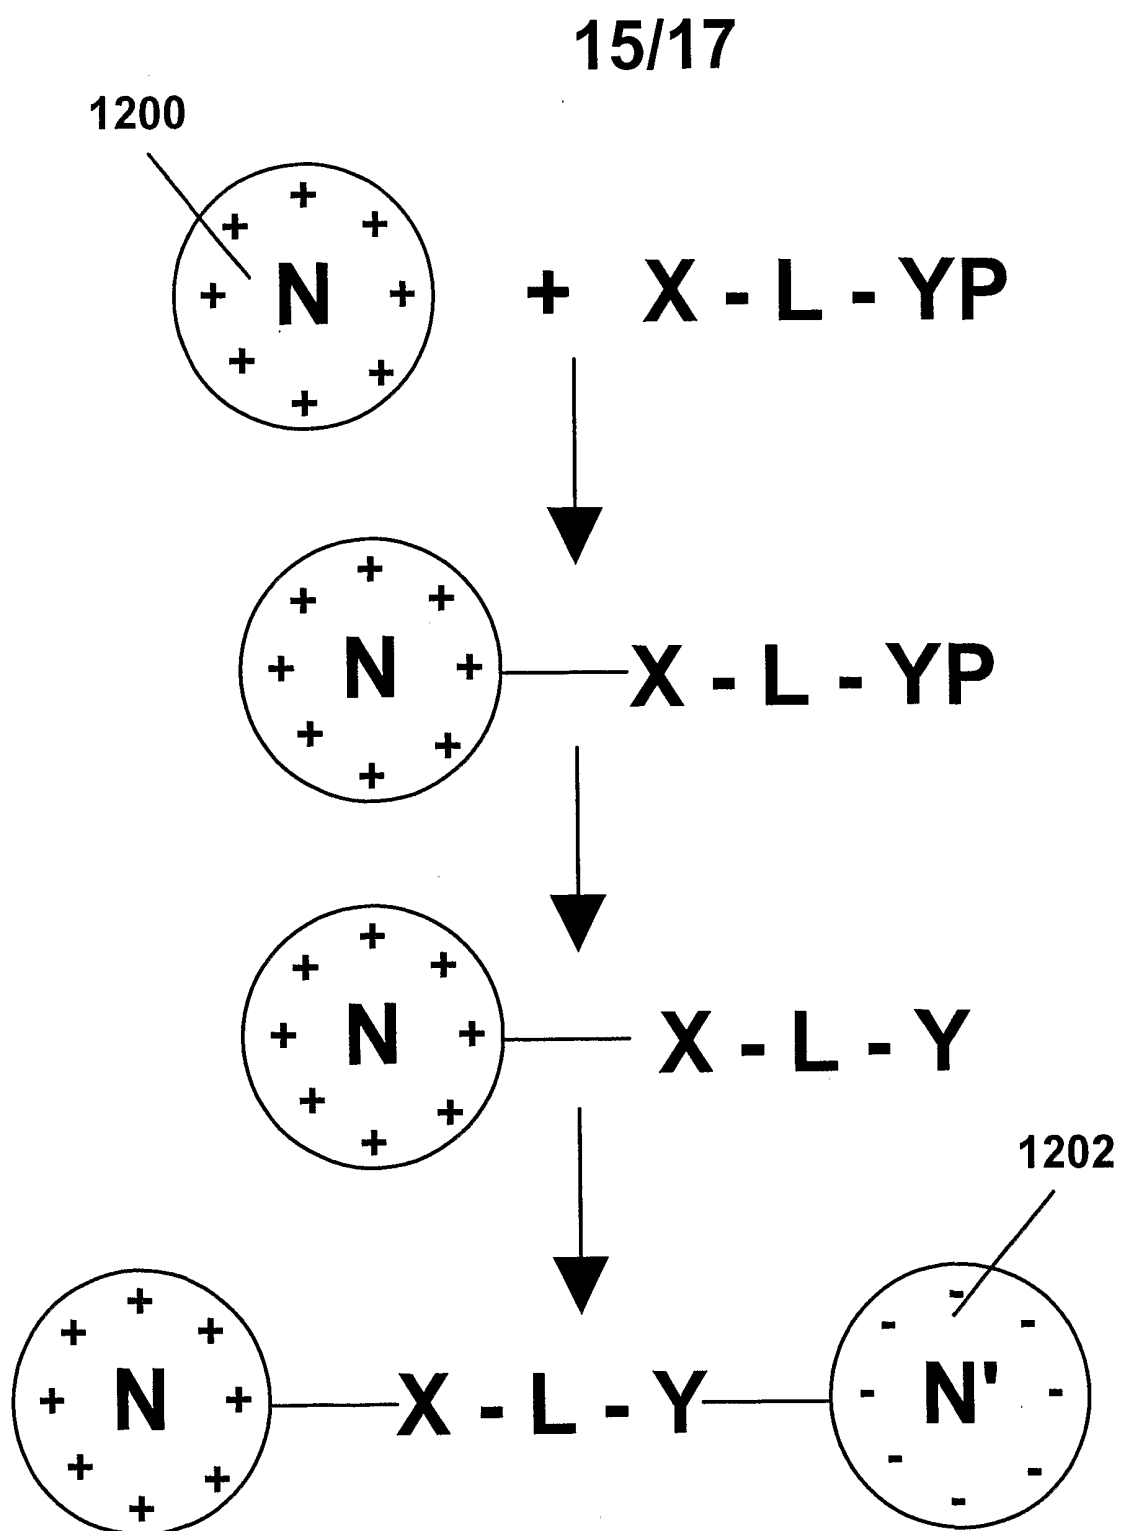 15/17
1200
+ + + + + + + +
N + X - L - YP
+ + + + + + + +
N X - L - YP
+ + + + + + + +
N X - L - Y
1202
+ + + + + + + +
N X - L - Y N'
- - - - - - - -